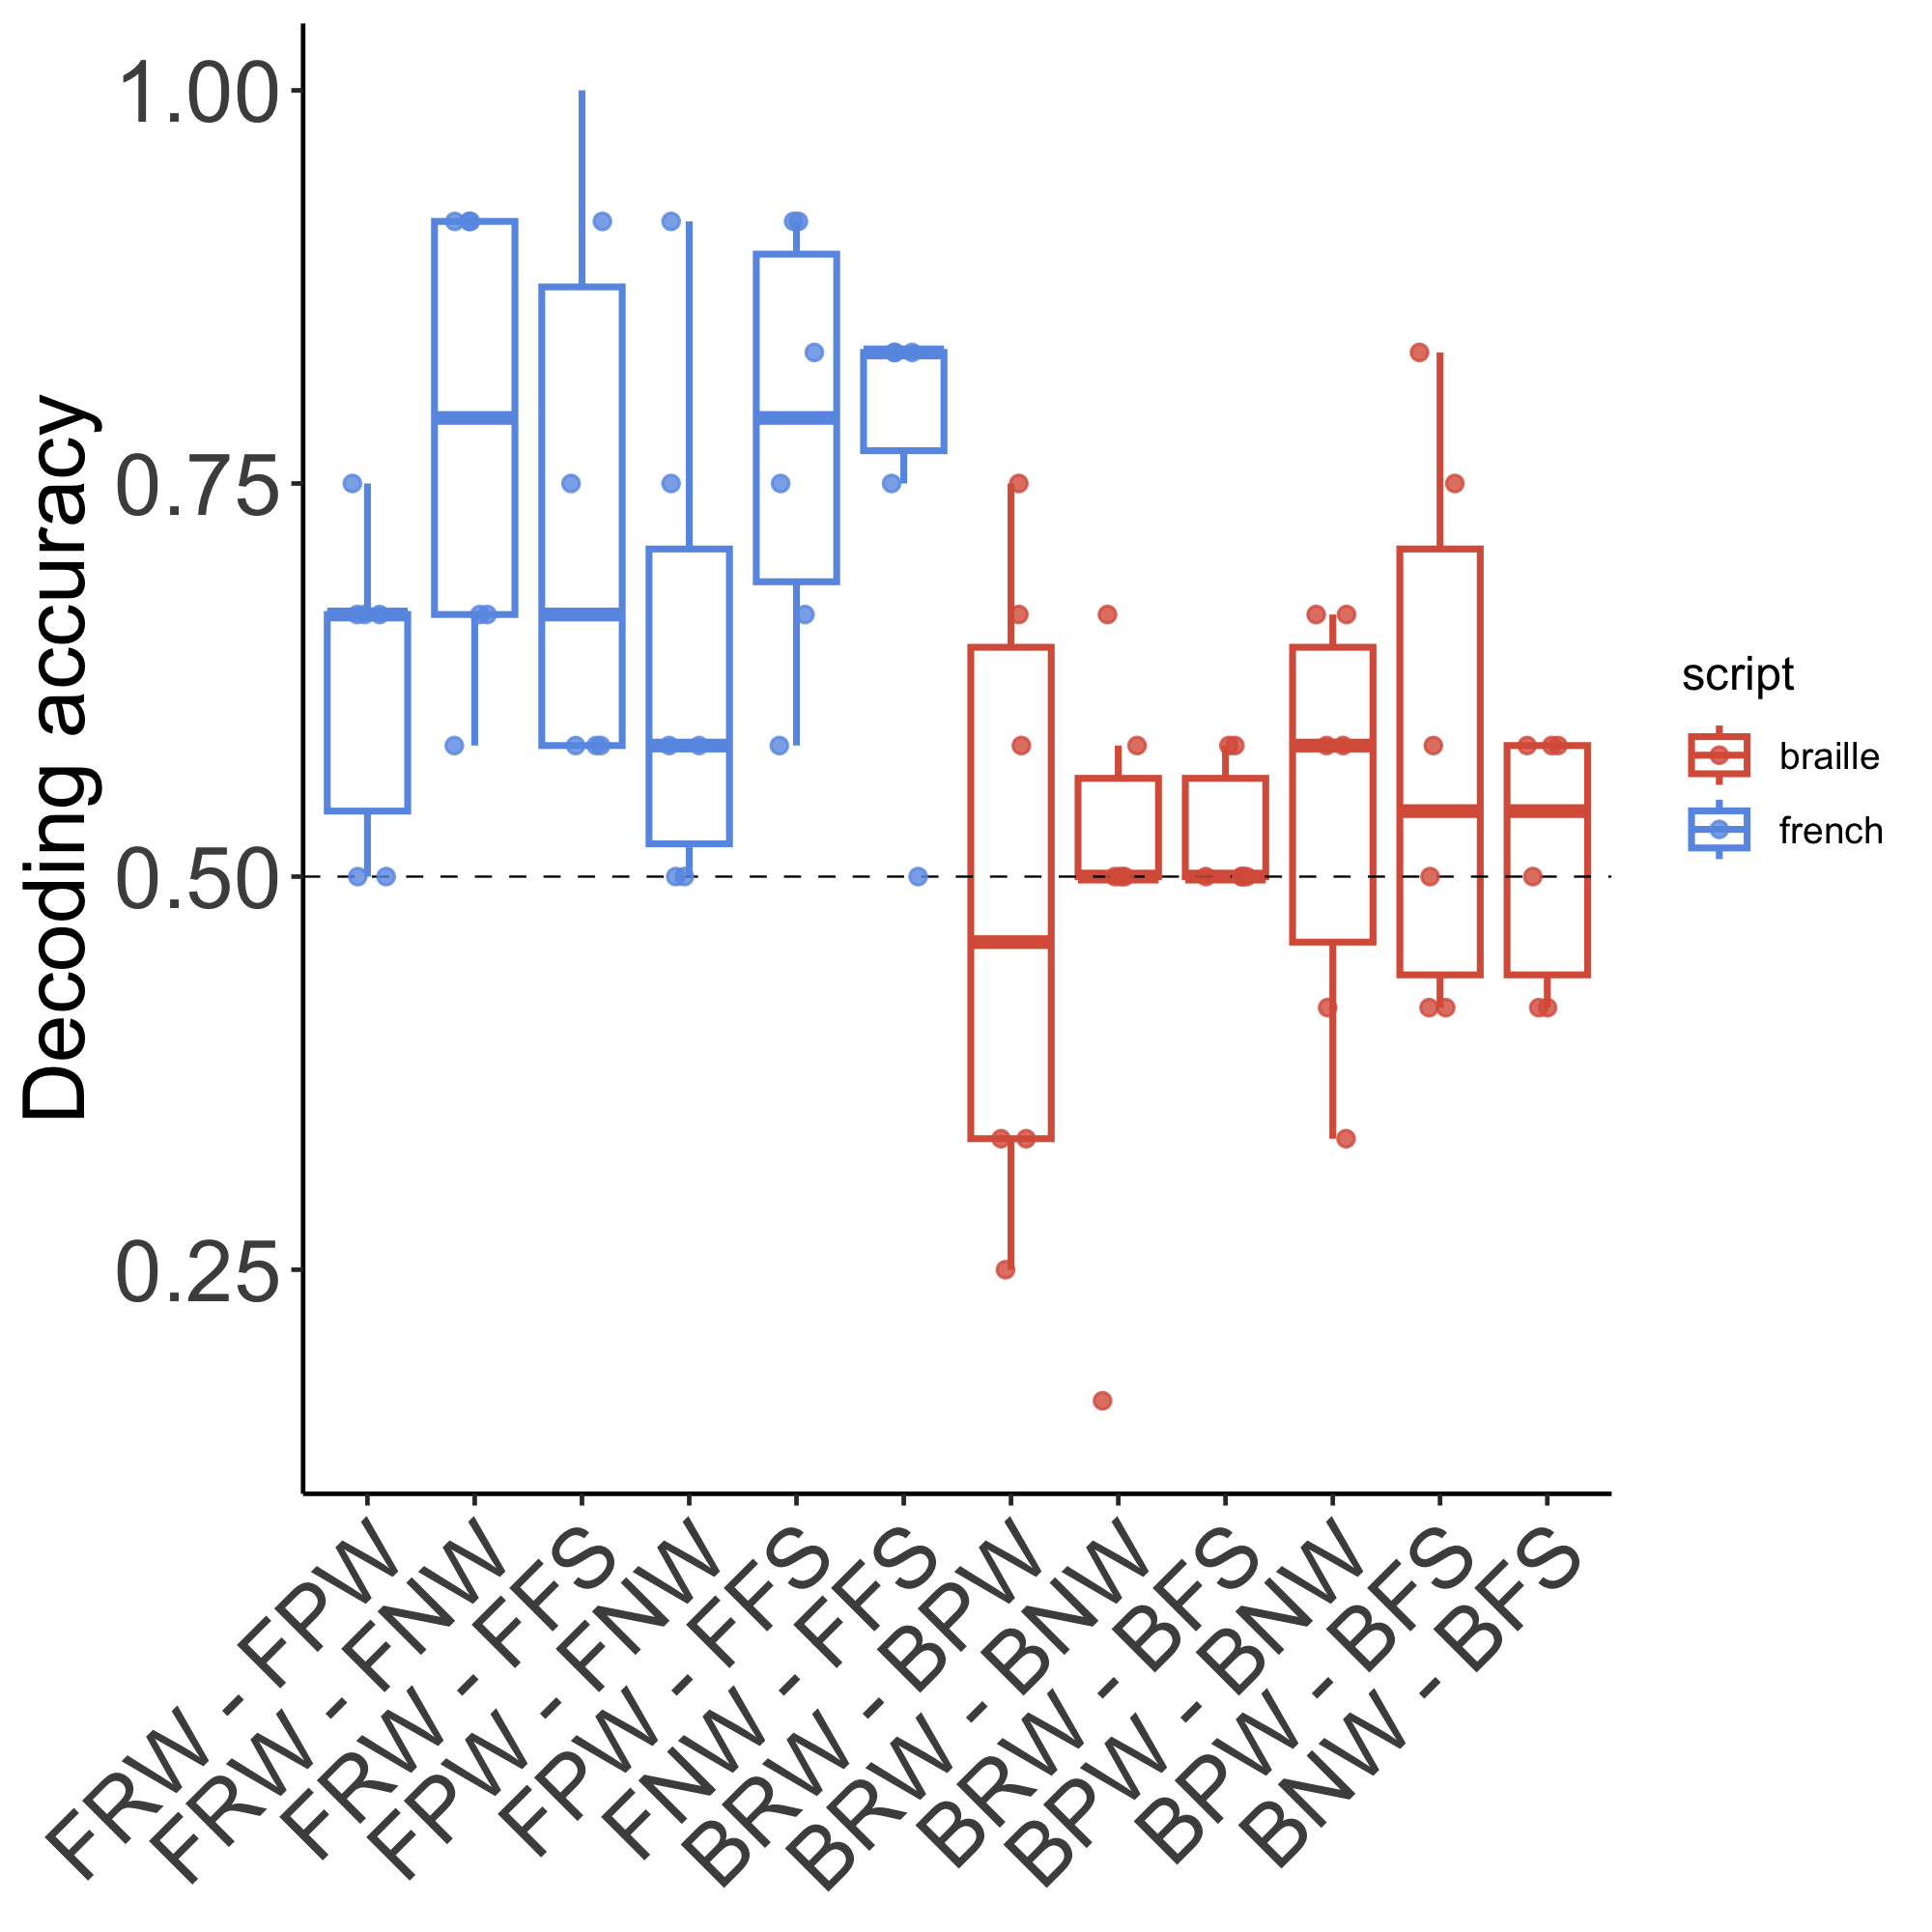 Decoding accuracy
1.00
0.75
0.50
0.25
FRW - FPW
FRW - FNW
FRW - FFS
FPW - FNW
FPW - FFS
FNW - FFS
BRW - BPW
BRW - BNW
BRW - BFS
BPW - BNW
BPW - BFS
BNW - BFS
script
braille
french